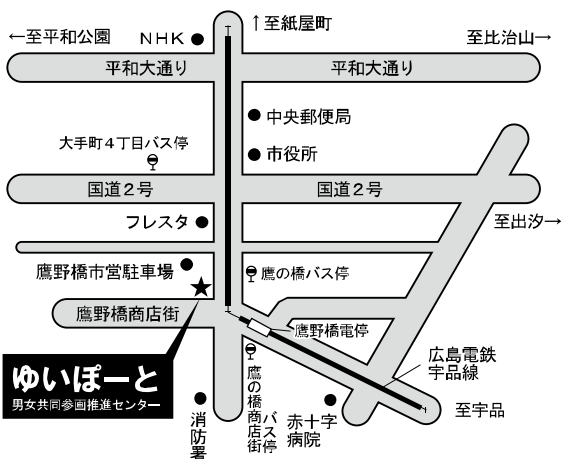 ↑至紙屋町
←至平和公園
NHK
至比治山→
平和大通り
平和大通り
中央郵便局
大手町4丁目バス停
市役所
国道2号
国道2号
フレスタ
至出汐→
鷹野橋市営駐車場
鷹の橋バス停
鷹野橋商店街
鷹野橋電停
広島電鉄
宇品線
ゆいぽーと
男女共同参画推進センター
至宇品
消防署
鷹の橋商店街
バス停
赤十字
病院